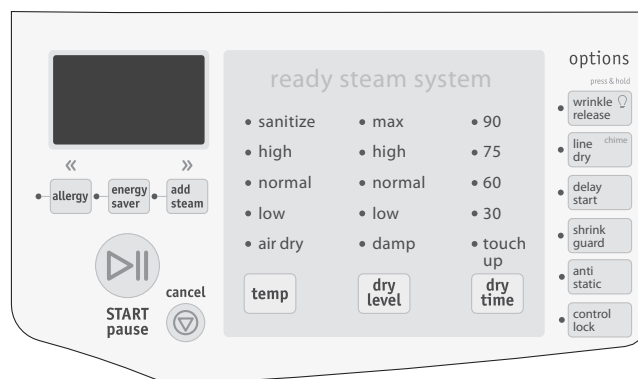 options
press & hold
ready steam system
wrinkle
release
sanitize
max
90
line
chime
dry
high
high
75
«
»
allergy
energy
saver
add
steam
normal
normal
60
delay
start
low
low
30
shrink
guard
air dry
damp
touch
up
anti
static
temp
dry
level
dry
time
cancel
START
pause
control
lock